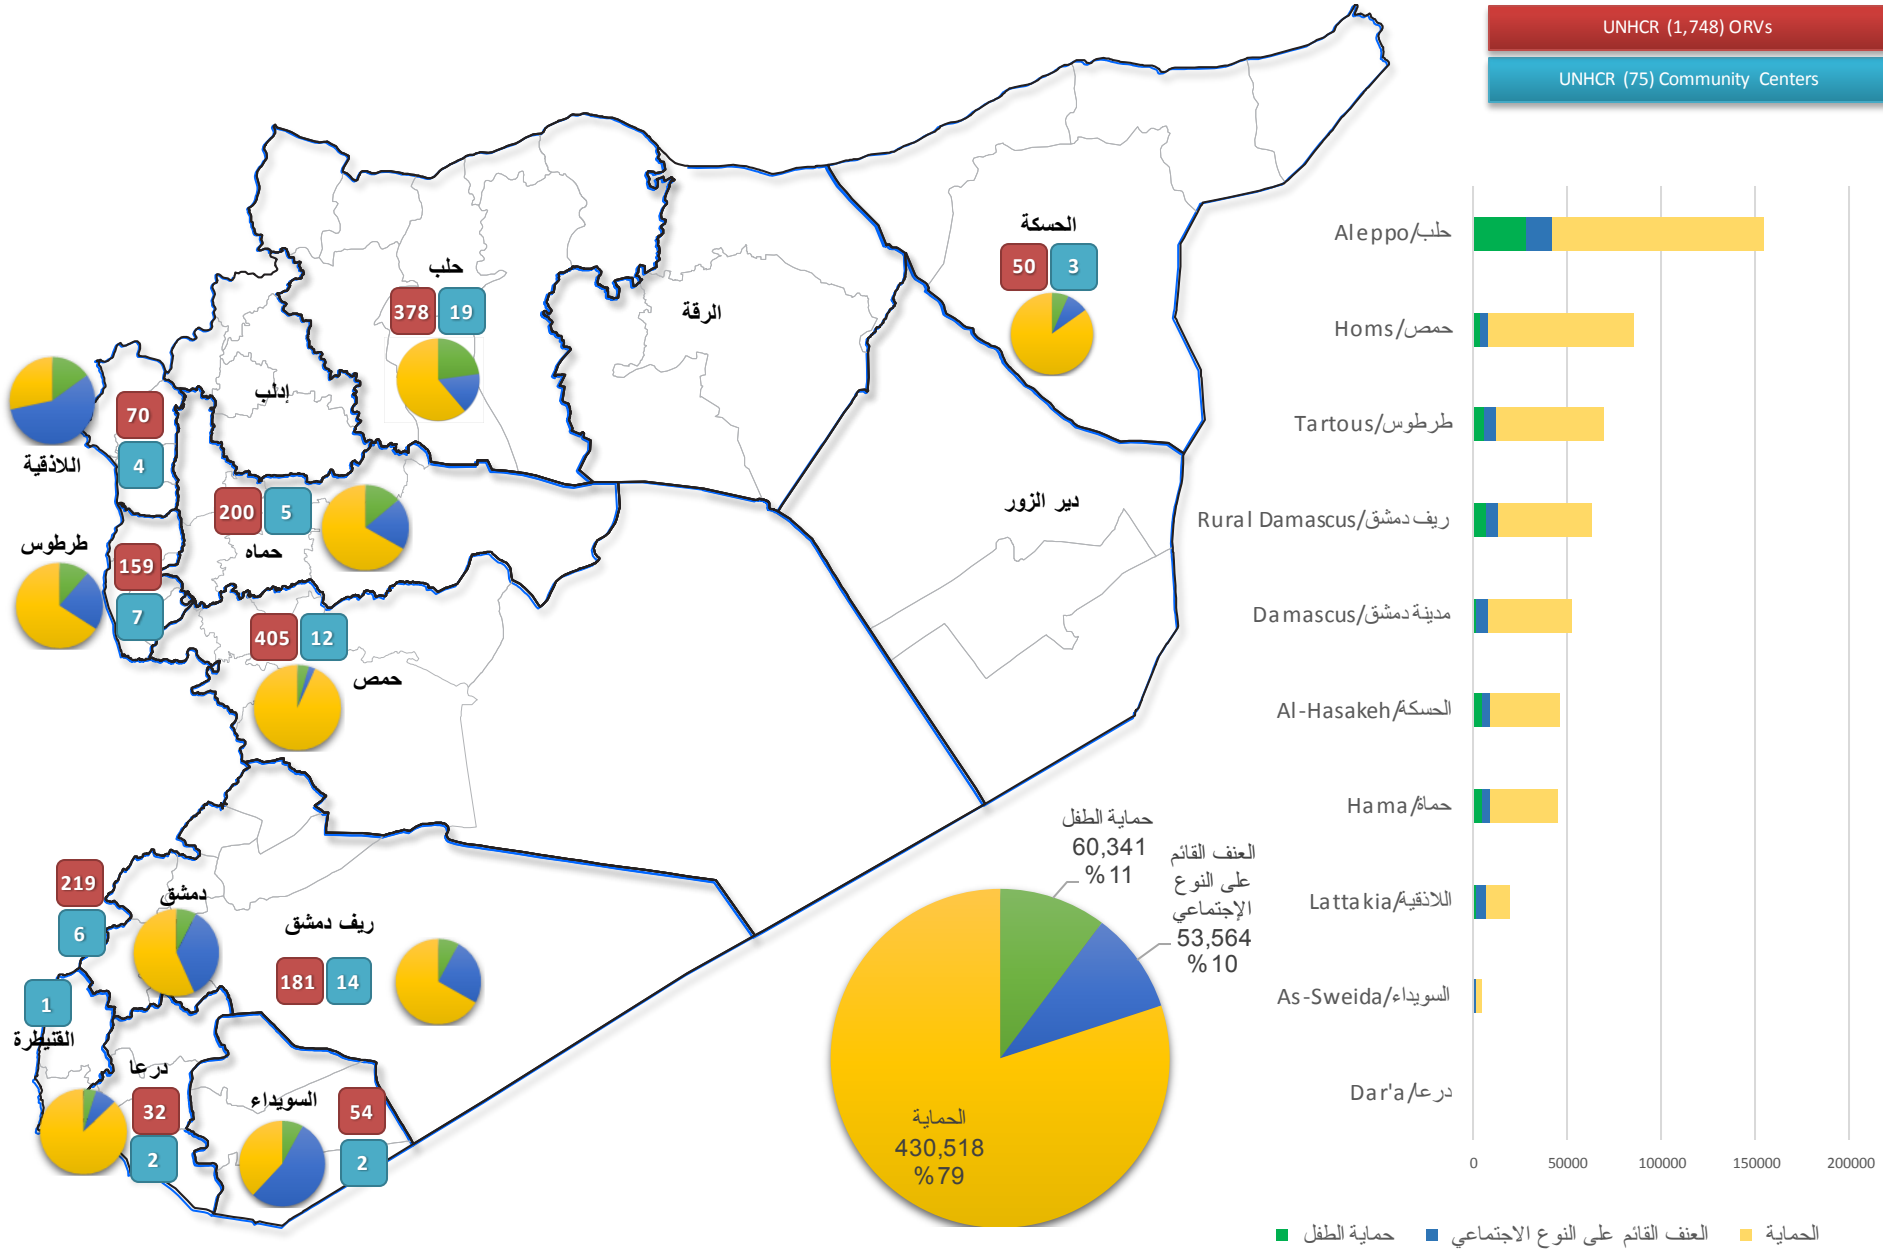 UNHCR (1,748) ORVs
UNHCR (75) Community Centers
الحسكة
50
3
حلب
378
19
الرقة
إدلب
70
4
اللاذقية
200
5
حماه
دير الزور
طرطوس
159
7
405
12
حمص
219
6
دمشق
ريف دمشق
181
14
1
القنيطرة
درعا
32
2
السويداء
54
2
حماية الطفل
60,341
%11
العنف القائم
على النوع
الإجتماعي
53,564
%10
الحماية
430,518
%79
Aleppo/حلب
Homs/حمص
Tartous/طرطوس
Rural Damascus/ريف دمشق
Damascus/مدينة دمشق
Al-Hasakeh/الحسكة
Hama/حماة
Lattakia/اللاذقية
As-Sweida/السويداء
Dar'a/درعا
0 50000 100000 150000 200000
حماية الطفل
العنف القائم على النوع الاجتماعي
الحماية